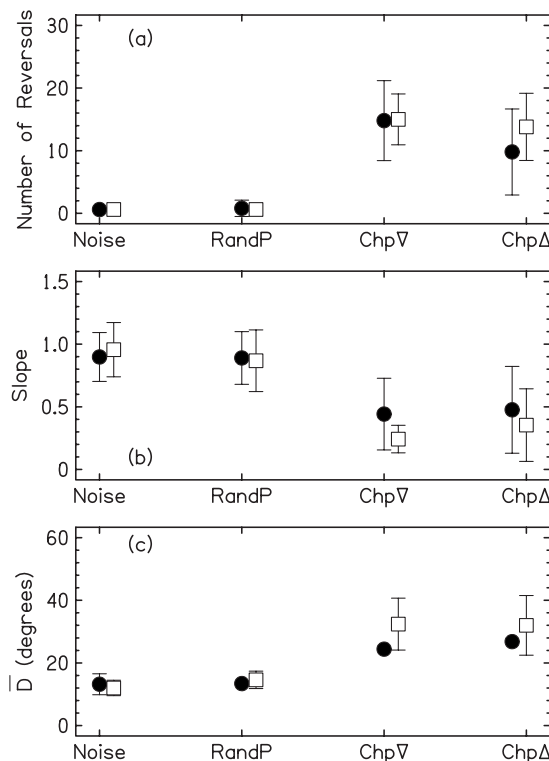 Number of Reversals
30
20
10
0
(a)
Noise RandP Chp∇ ChpΔ
Slope
1.5
1.0
0.5
0
(b)
Noise RandP Chp∇ ChpΔ
D̅ (degrees)
60
40
20
0
(c)
Noise RandP Chp∇ ChpΔ